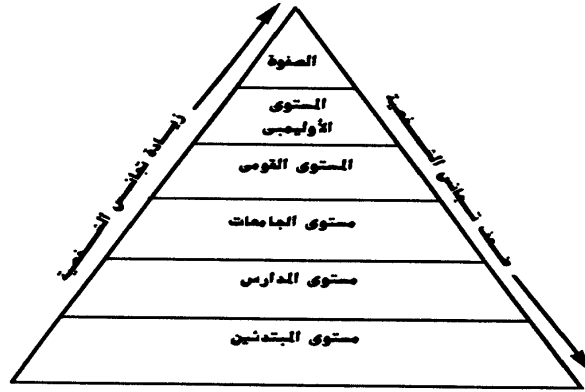 الصفوة
المستوى
الأوليمبى
المستوى القومى
مستوى الجامعات
مستوى المدارس
مستوى المبتدئين
زيادة تجانس الشخصية
ضعف تجانس الشخصية